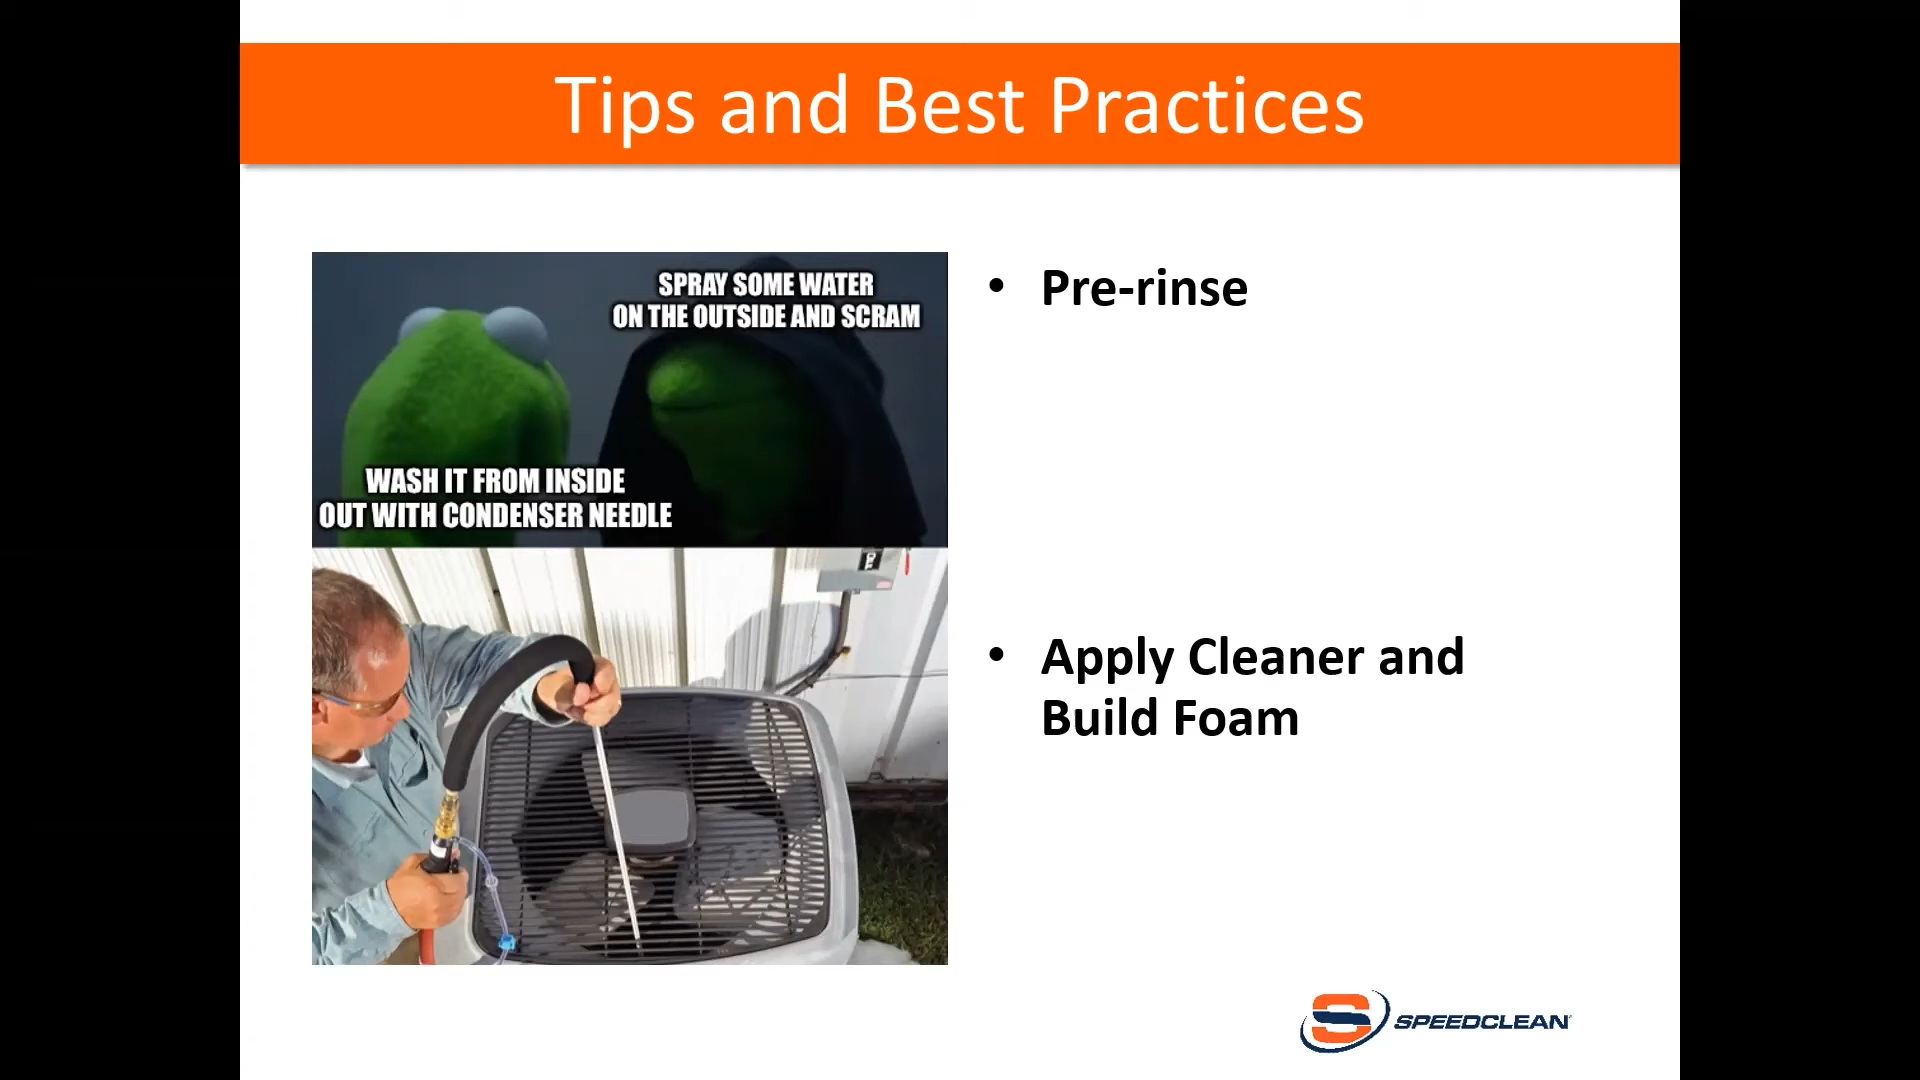 Tips and Best Practices
SPRAY SOME WATER
ON THE OUTSIDE AND SCRAM
WASH IT FROM INSIDE
OUT WITH CONDENSER NEEDLE
• Pre-rinse
• Apply Cleaner and
Build Foam
SPEEDCLEAN